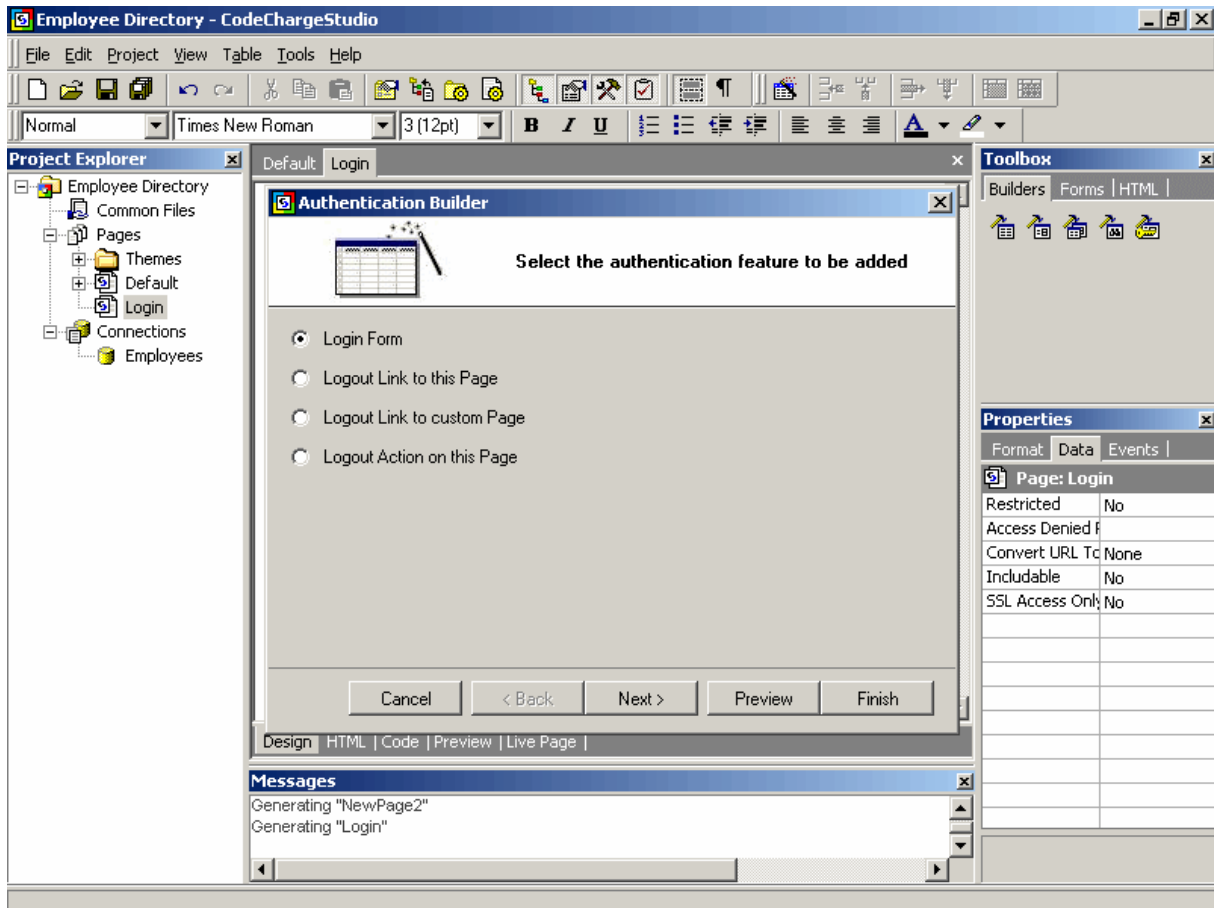 Employee Directory - CodeChargeStudio
File Edit Project View Table Tools Help
Normal Times New Roman 3 (12pt) B I U A
Project Explorer
Employee Directory
Common Files
Pages
Themes
Default
Login
Connections
Employees
Default Login
Authentication Builder
Select the authentication feature to be added
Login Form
Logout Link to this Page
Logout Link to custom Page
Logout Action on this Page
Cancel < Back Next > Preview Finish
Design HTML Code Preview Live Page
Messages
Generating "NewPage2"
Generating "Login"
Toolbox
Builders Forms HTML
Properties
Format Data Events
Page: Login
Restricted No
Access Denied
Convert URL To None
Includable No
SSL Access Only No